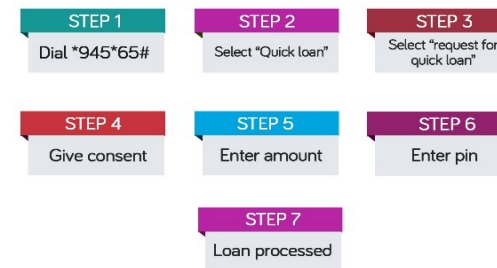 STEP 1
Dial *945*65#
STEP 2
Select “Quick loan”
STEP 3
Select “request for
quick loan”
STEP 4
Give consent
STEP 5
Enter amount
STEP 6
Enter pin
STEP 7
Loan processed